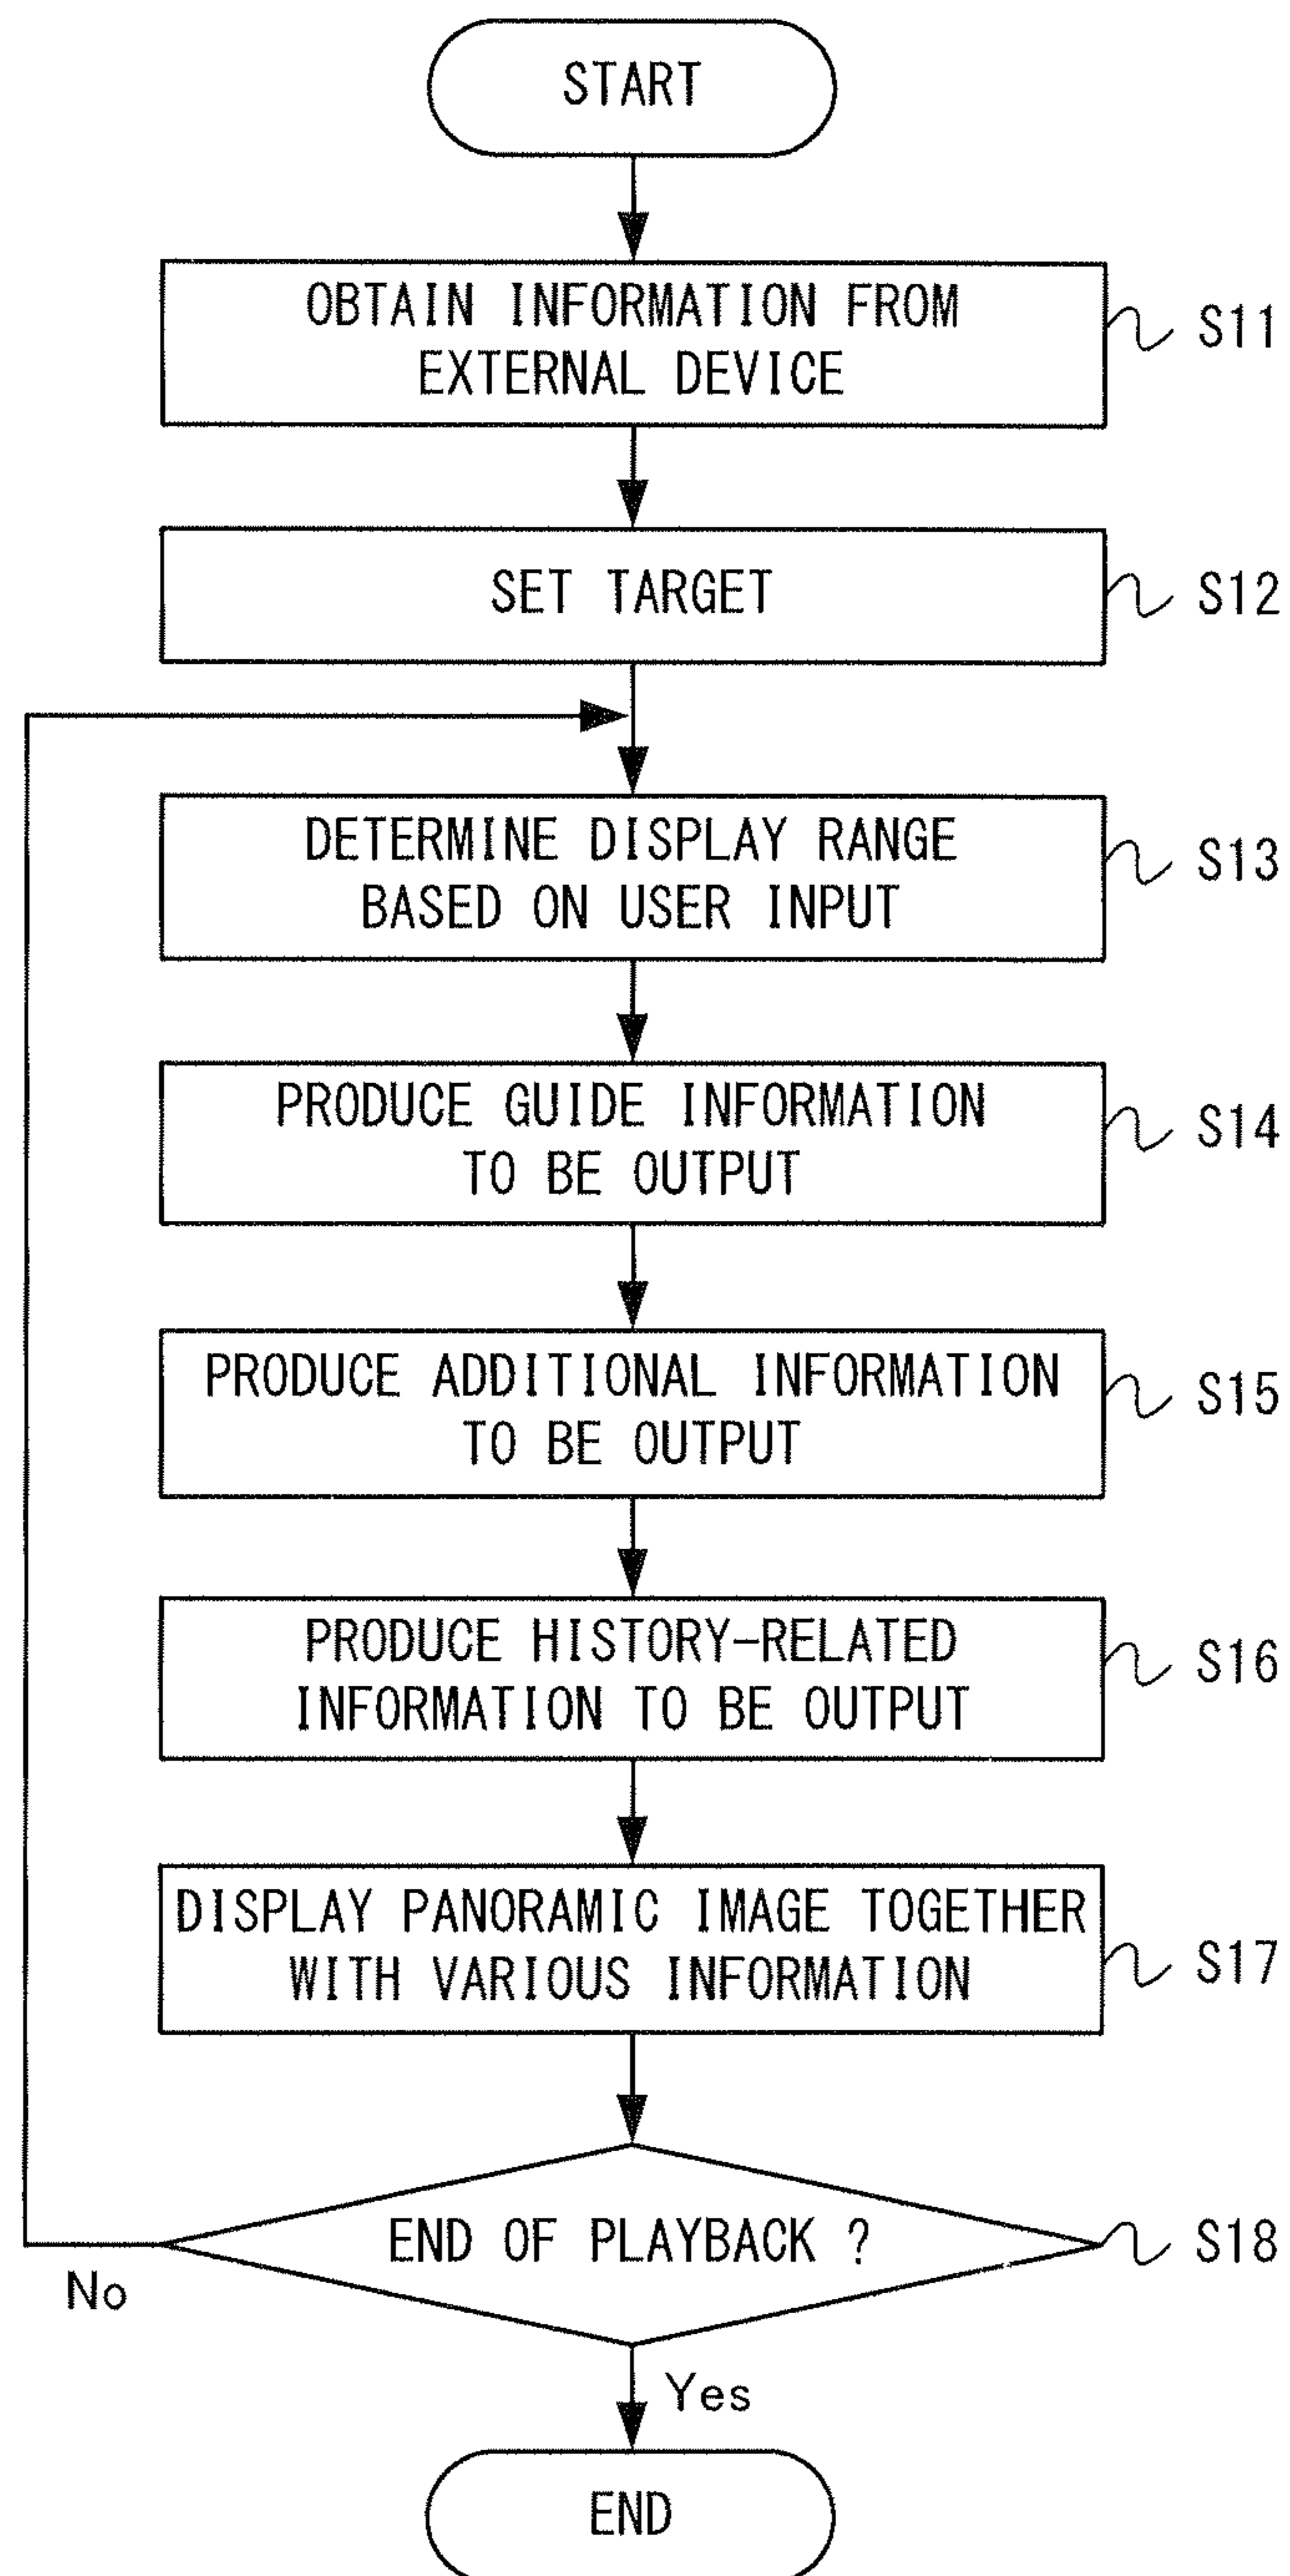 START
OBTAIN INFORMATION FROM
EXTERNAL DEVICE
S11
SET TARGET
S12
DETERMINE DISPLAY RANGE
BASED ON USER INPUT
S13
PRODUCE GUIDE INFORMATION
TO BE OUTPUT
S14
PRODUCE ADDITIONAL INFORMATION
TO BE OUTPUT
S15
PRODUCE HISTORY-RELATED
INFORMATION TO BE OUTPUT
S16
DISPLAY PANORAMIC IMAGE TOGETHER
WITH VARIOUS INFORMATION
S17
END OF PLAYBACK ?
S18
No
Yes
END